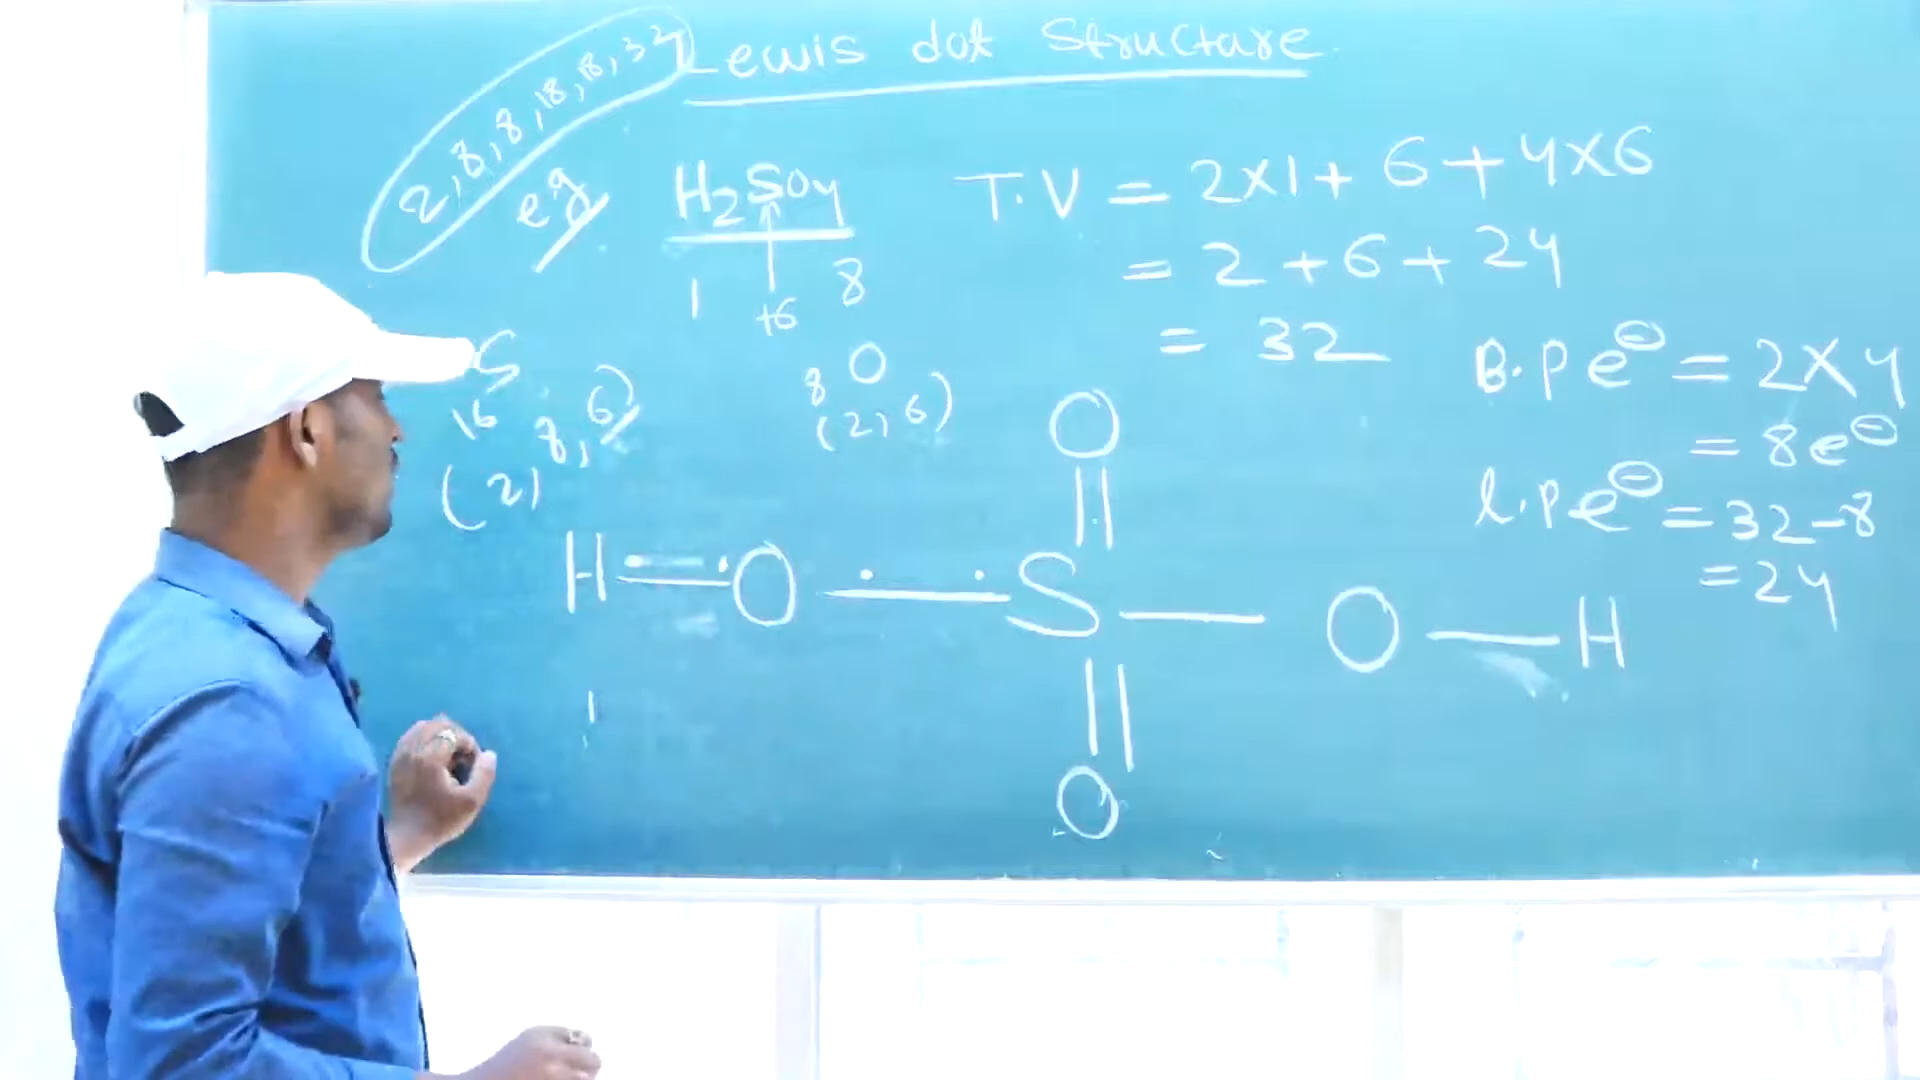 Lewis dot Structure
2,8,8,18,18,32
eg
H₂SO₄
T.V = 2X1 + 6 + 4X6
= 2 + 6 + 24
= 32
1 +6 8
S
16
(2, 8, 6)
8 O
(2, 6)
B.P e⊖ = 2X4
= 8e⊖
l.P e⊖ = 32-8
= 24
O
H O S O H
O